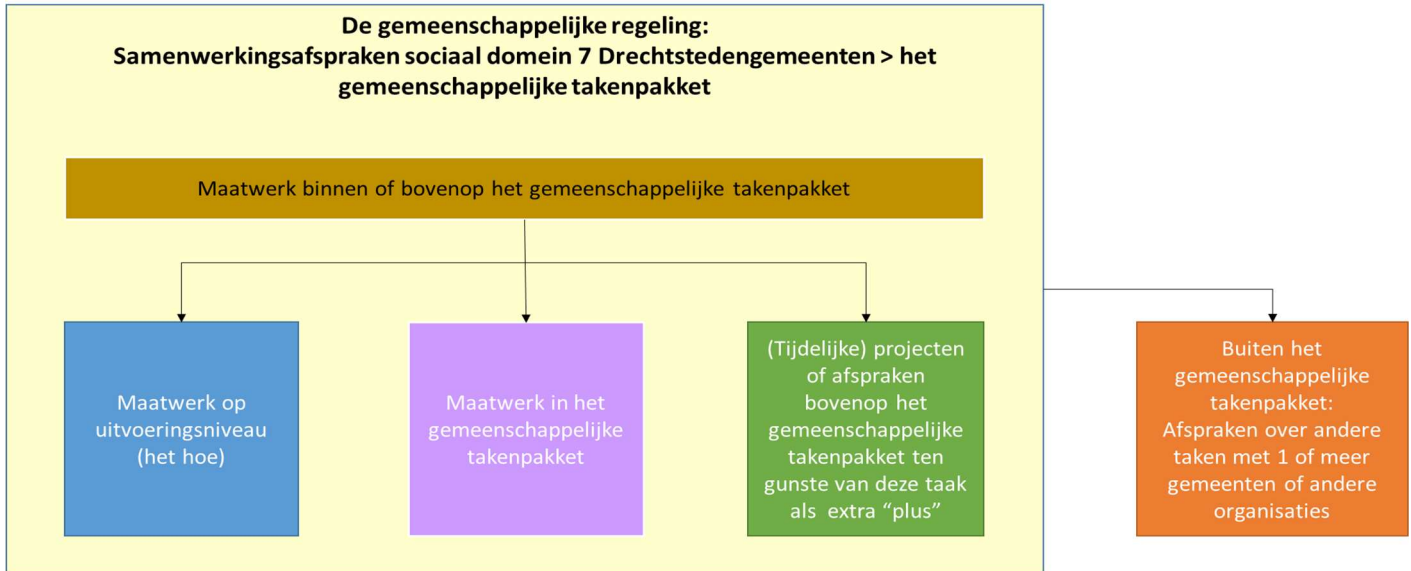 De gemeenschappelijke regeling:
Samenwerkingsafspraken sociaal domein 7 Drechtstedengemeenten > het
gemeenschappelijke takenpakket
Maatwerk binnen of bovenop het gemeenschappelijke takenpakket
Maatwerk op
uitvoeringsniveau
(het hoe)
Maatwerk in het
gemeenschappelijke
takenpakket
(Tijdelijke) projecten
of afspraken
bovenop het
gemeenschappelijke
takenpakket ten
gunste van deze taak
als extra “plus”
Buiten het
gemeenschappelijke
takenpakket:
Afspraken over andere
taken met 1 of meer
gemeenten of andere
organisaties